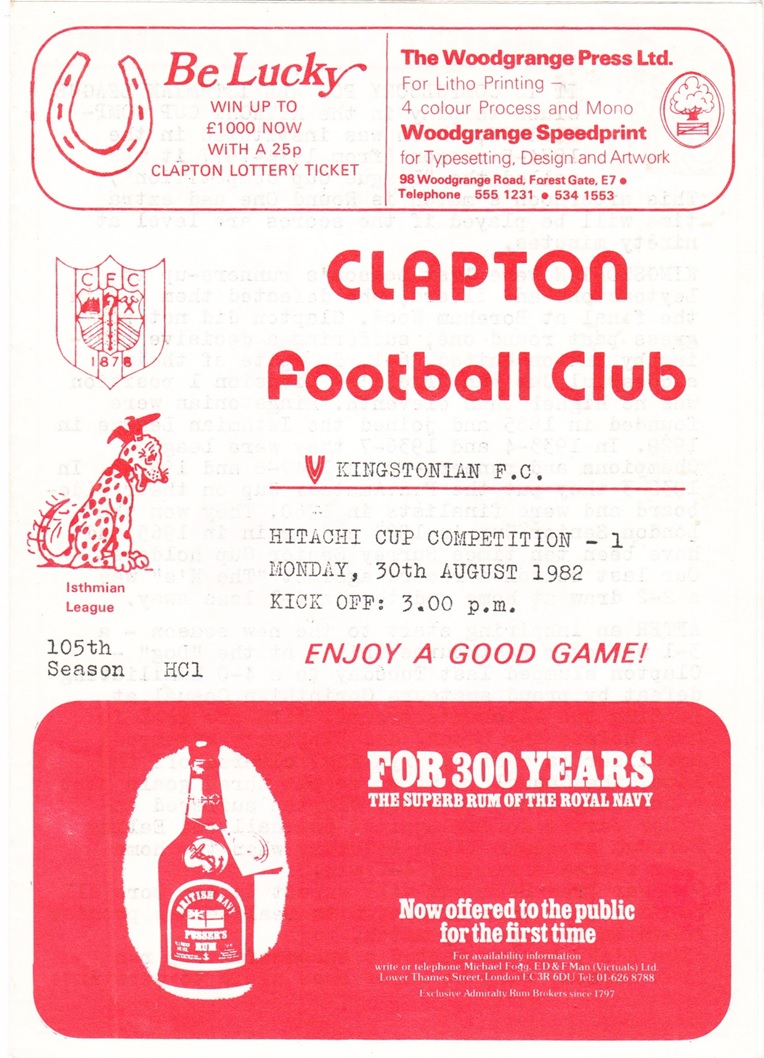 Be Lucky
WIN UP TO
£1000 NOW
WiTH A 25p
CLAPTON LOTTERY TICKET
The Woodgrange Press Ltd.
For Litho Printing
4 colour Process and Mono
Woodgrange Speedprint
for Typesetting, Design and Artwork
98 Woodgrange Road, Forest Gate, E7 ●
Telephone 555 1231 ● 534 1553
CFC
1878
CLAPTON
Football Club
V KINGSTONIAN F.C.
HITACHI CUP COMPETITION - 1
MONDAY, 30th AUGUST 1982
KICK OFF: 3.00 p.m.
Isthmian
League
105th
Season HC1
ENJOY A GOOD GAME!
FOR 300 YEARS
THE SUPERB RUM OF THE ROYAL NAVY
BRITISH NAVY
PUSSER'S
RUM
Now offered to the public
for the first time
For availability information
write or telephone Michael Fogg, ED & F Man (Victuals) Ltd.
Lower Thames Street, London EC3R 6DU Tel: 01-626 8788
Exclusive Admiralty Rum Brokers since 1797